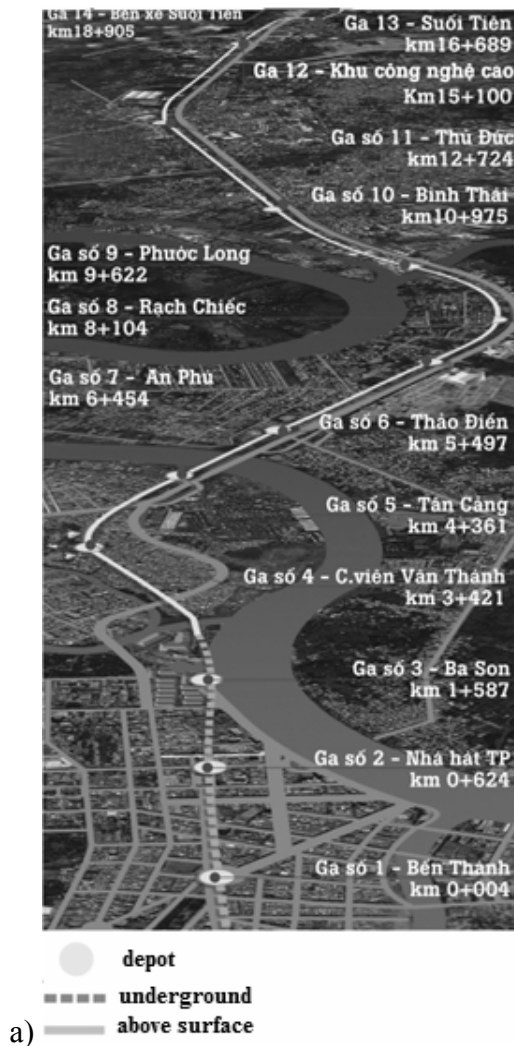 Ga 14 - Bến xe Suối Tiên
km18+905
Ga 13 - Suối Tiên
km16+689
Ga 12 - Khu công nghệ cao
Km15+100
Ga số 11 - Thủ Đức
km12+724
Ga số 10 - Bình Thái
km10+975
Ga số 9 - Phước Long
km 9+622
Ga số 8 - Rạch Chiếc
km 8+104
Ga số 7 - An Phú
km 6+454
Ga số 6 - Thảo Điền
km 5+497
Ga số 5 - Tân Cảng
km 4+361
Ga số 4 - C.viên Văn Thánh
km 3+421
Ga số 3 - Ba Son
km 1+587
Ga số 2 - Nhà hát TP
km 0+624
Ga số 1 - Bến Thành
km 0+004
depot
underground
above surface
a)